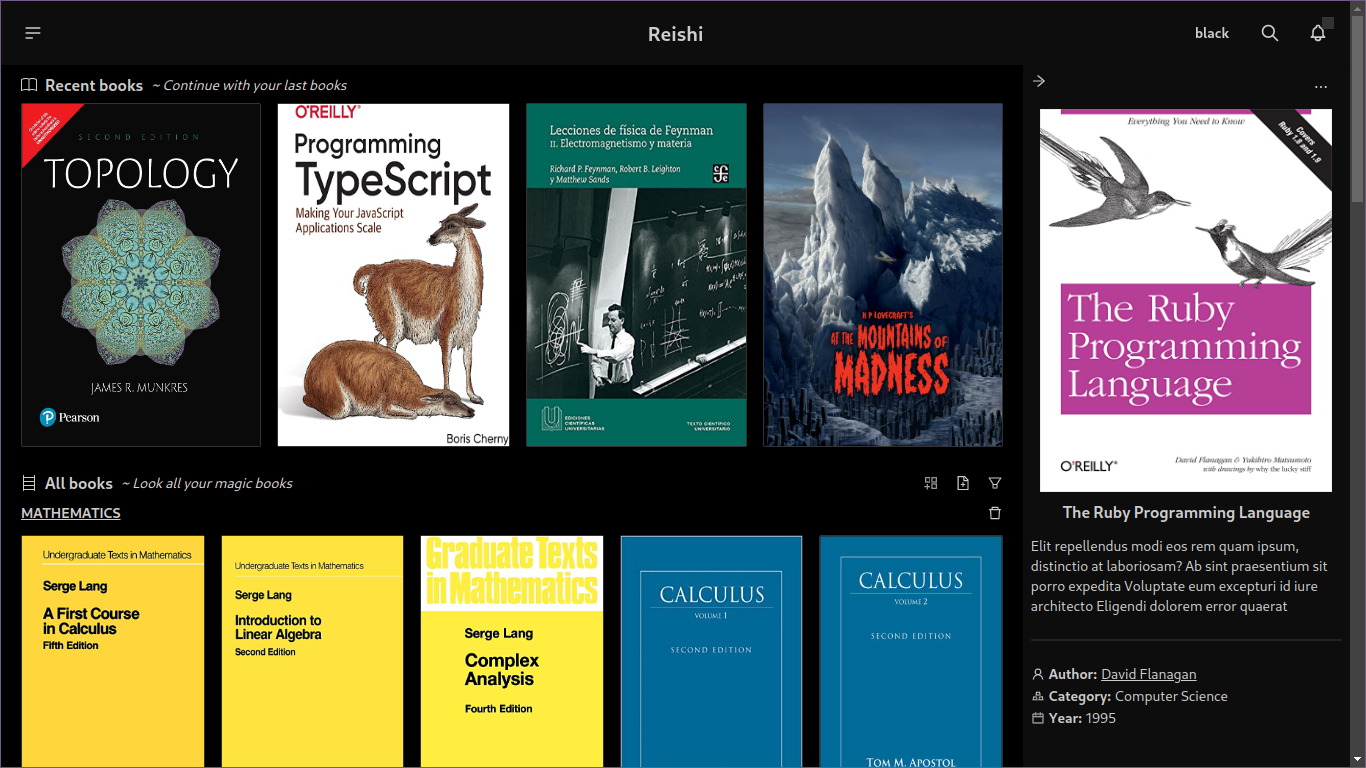 Reishi
black
Recent books ~ Continue with your last books
SECOND EDITION
TOPOLOGY
JAMES R. MUNKRES
Pearson
O'REILLY®
Programming
TypeScript
Making Your JavaScript
Applications Scale
Boris Cherny
Lecciones de física de Feynman
II. Electromagnetismo y materia
Richard P. Feynman, Robert B. Leighton
y Matthew Sands
EDICIONES
CIENTÍFICAS
UNIVERSITARIAS
TEXTO CIENTÍFICO
UNIVERSITARIO
H P LOVECRAFT'S
AT THE MOUNTAINS OF
MADNESS
All books ~ Look all your magic books
MATHEMATICS
Undergraduate Texts in Mathematics
Serge Lang
A First Course
in Calculus
Fifth Edition
Undergraduate Texts in Mathematics
Serge Lang
Introduction to
Linear Algebra
Second Edition
Graduate Texts
in Mathematics
Serge Lang
Complex
Analysis
Fourth Edition
CALCULUS
VOLUME 1
SECOND EDITION
CALCULUS
VOLUME 2
SECOND EDITION
TOM M. APOSTOL
...
Everything You Need to Know
Covers
Ruby 1.8 and 1.9
The Ruby
Programming
Language
O'REILLY®
David Flanagan & Yukihiro Matsumoto
with drawings by why the lucky stiff
The Ruby Programming Language
Elit repellendus modi eos rem quam ipsum,
distinctio at laboriosam? Ab sint praesentium sit
porro expedita Voluptate eum excepturi id iure
architecto Eligendi dolorem error quaerat
Author: David Flanagan
Category: Computer Science
Year: 1995